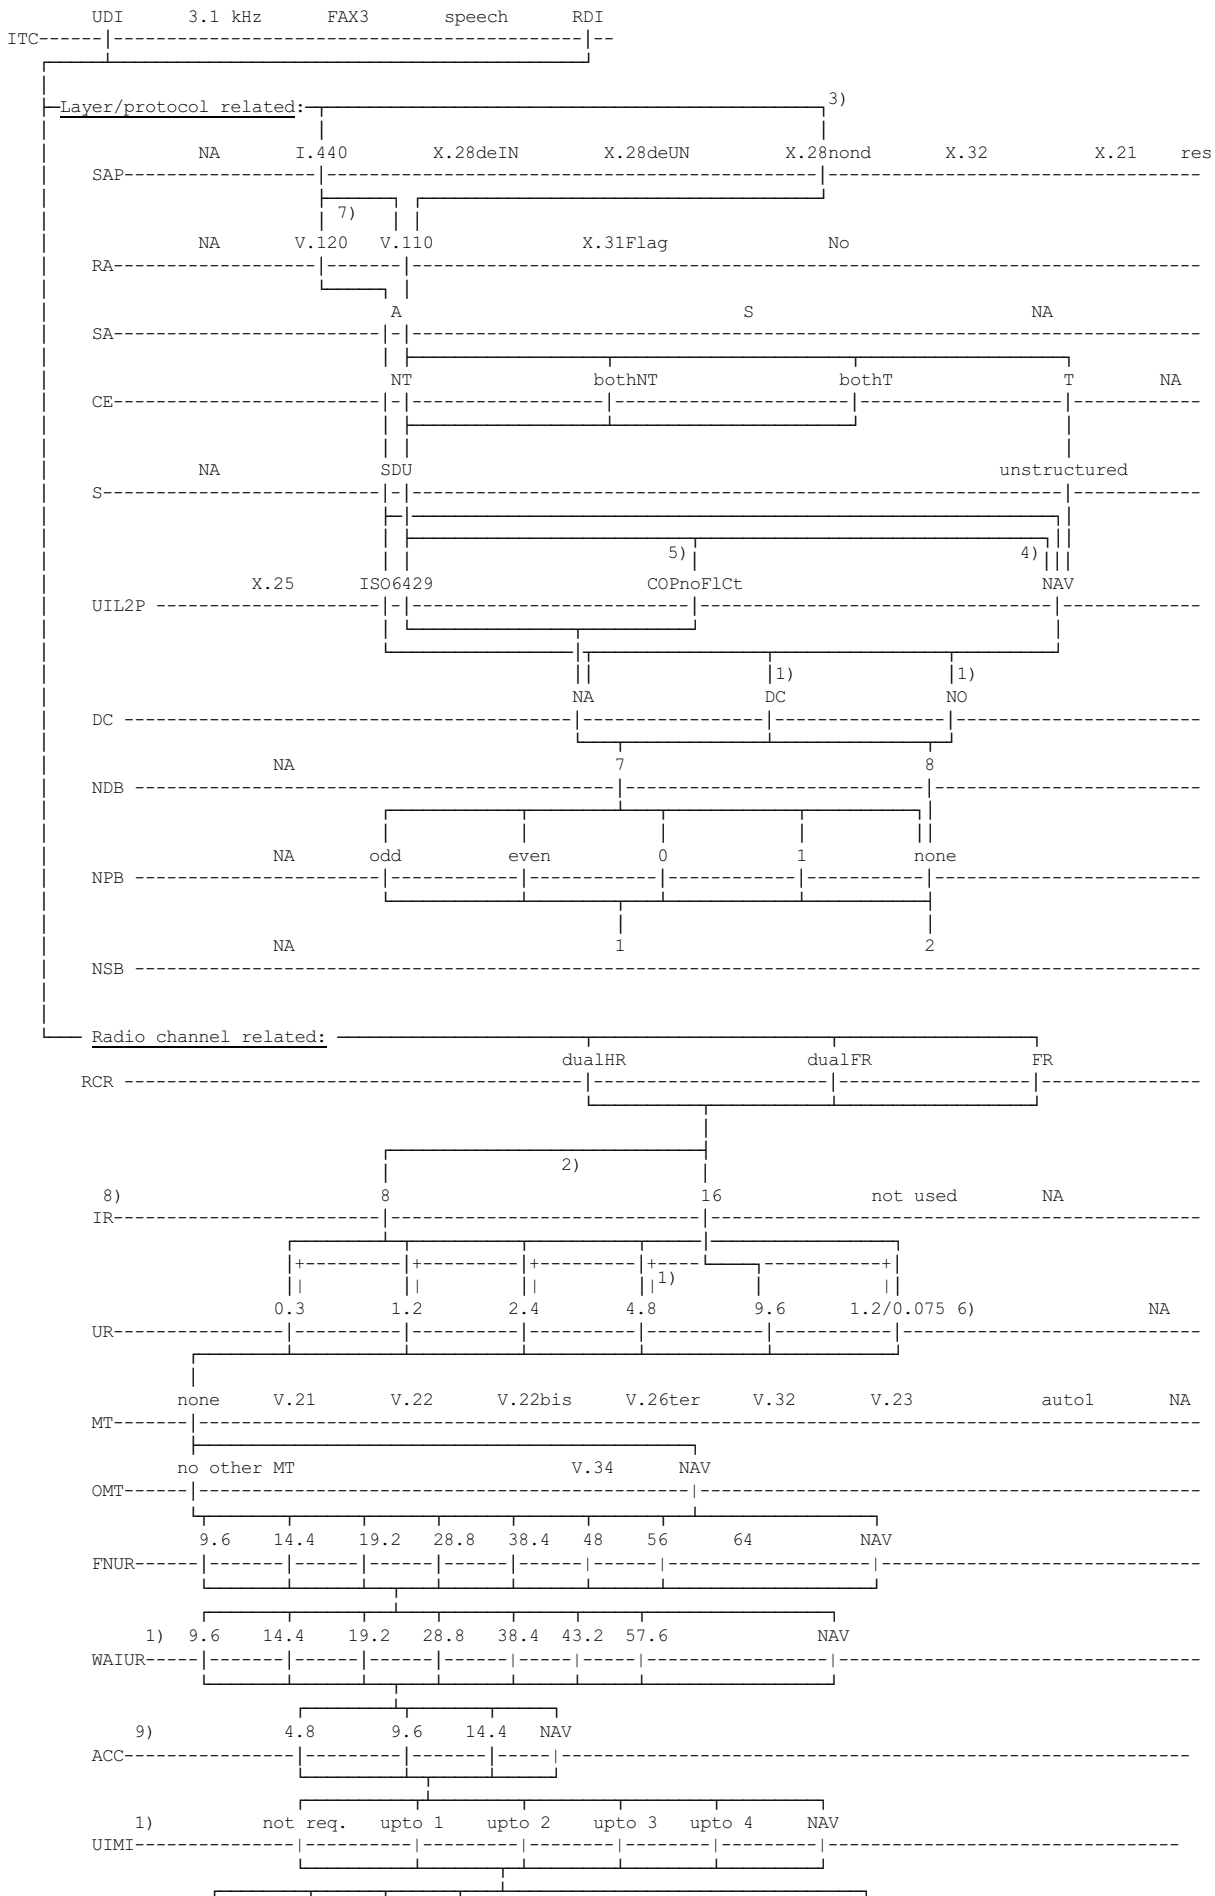 UDI 3.1 kHz FAX3 speech RDI
ITC
Layer/protocol related: 3)
NA I.440 X.28deIN X.28deUN X.28nond X.32 X.21 res
SAP
7)
NA V.120 V.110 X.31Flag No
RA
A S NA
SA
NT bothNT bothT T NA
CE
NA SDU unstructured
S
5) 4)
X.25 ISO6429 COPnoFlCt NAV
UIL2P
1) 1)
NA DC NO
DC
NA 7 8
NDB
NA odd even 0 1 none
NPB
NA 1 2
NSB
Radio channel related:
dualHR dualFR FR
RCR
2)
8) 8 16 not used NA
IR
1)
0.3 1.2 2.4 4.8 9.6 1.2/0.075 6) NA
UR
none V.21 V.22 V.22bis V.26ter V.32 V.23 auto1 NA
MT
no other MT V.34 NAV
OMT
9.6 14.4 19.2 28.8 38.4 48 56 64 NAV
FNUR
1) 9.6 14.4 19.2 28.8 38.4 43.2 57.6 NAV
WAIUR
9) 4.8 9.6 14.4 NAV
ACC
1) not req. upto 1 upto 2 upto 3 upto 4 NAV
UIMI